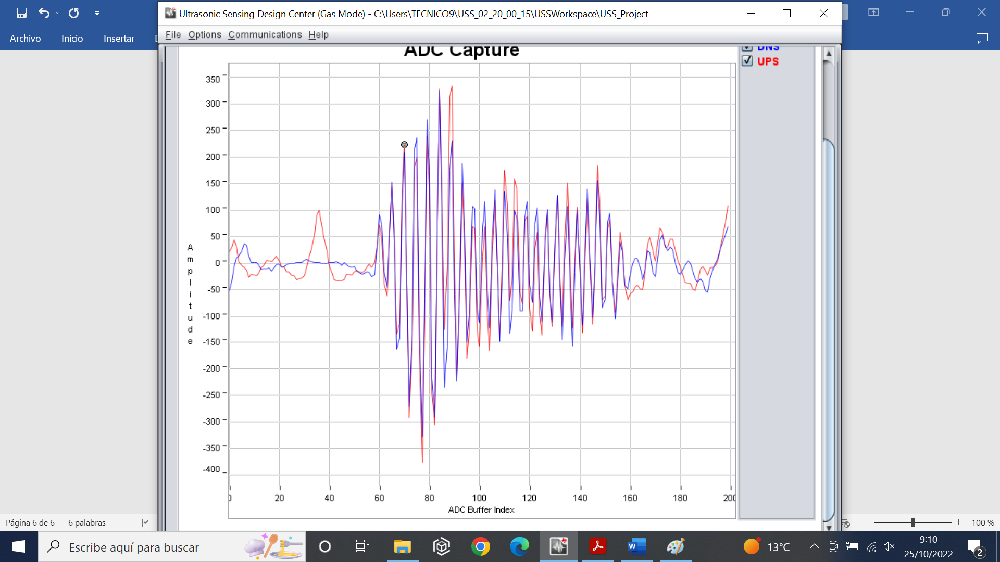 Ultrasonic Sensing Design Center (Gas Mode) - C:\Users\TECNICO9\USS_02_20_00_15\USSWorkspace\USS_Project
Archivo Inicio Insertar
File Options Communications Help
ADC Capture
DNS
UPS
350
300
250
200
150
100
50
0
-50
-100
-150
-200
-250
-300
-350
-400
Amplitude
0 20 40 60 80 100 120 140 160 180 200
ADC Buffer Index
Página 6 de 6 6 palabras
100 %
Escribe aquí para buscar
W
13°C
9:10
25/10/2022
2